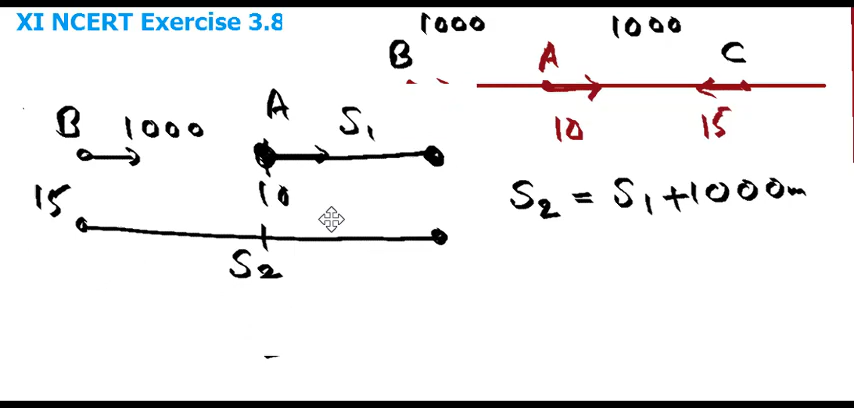 XI NCERT Exercise 3.8
1000 1000
B A C
10 15
B 1000 A S1
15 10
S2
S2 = S1 + 1000m